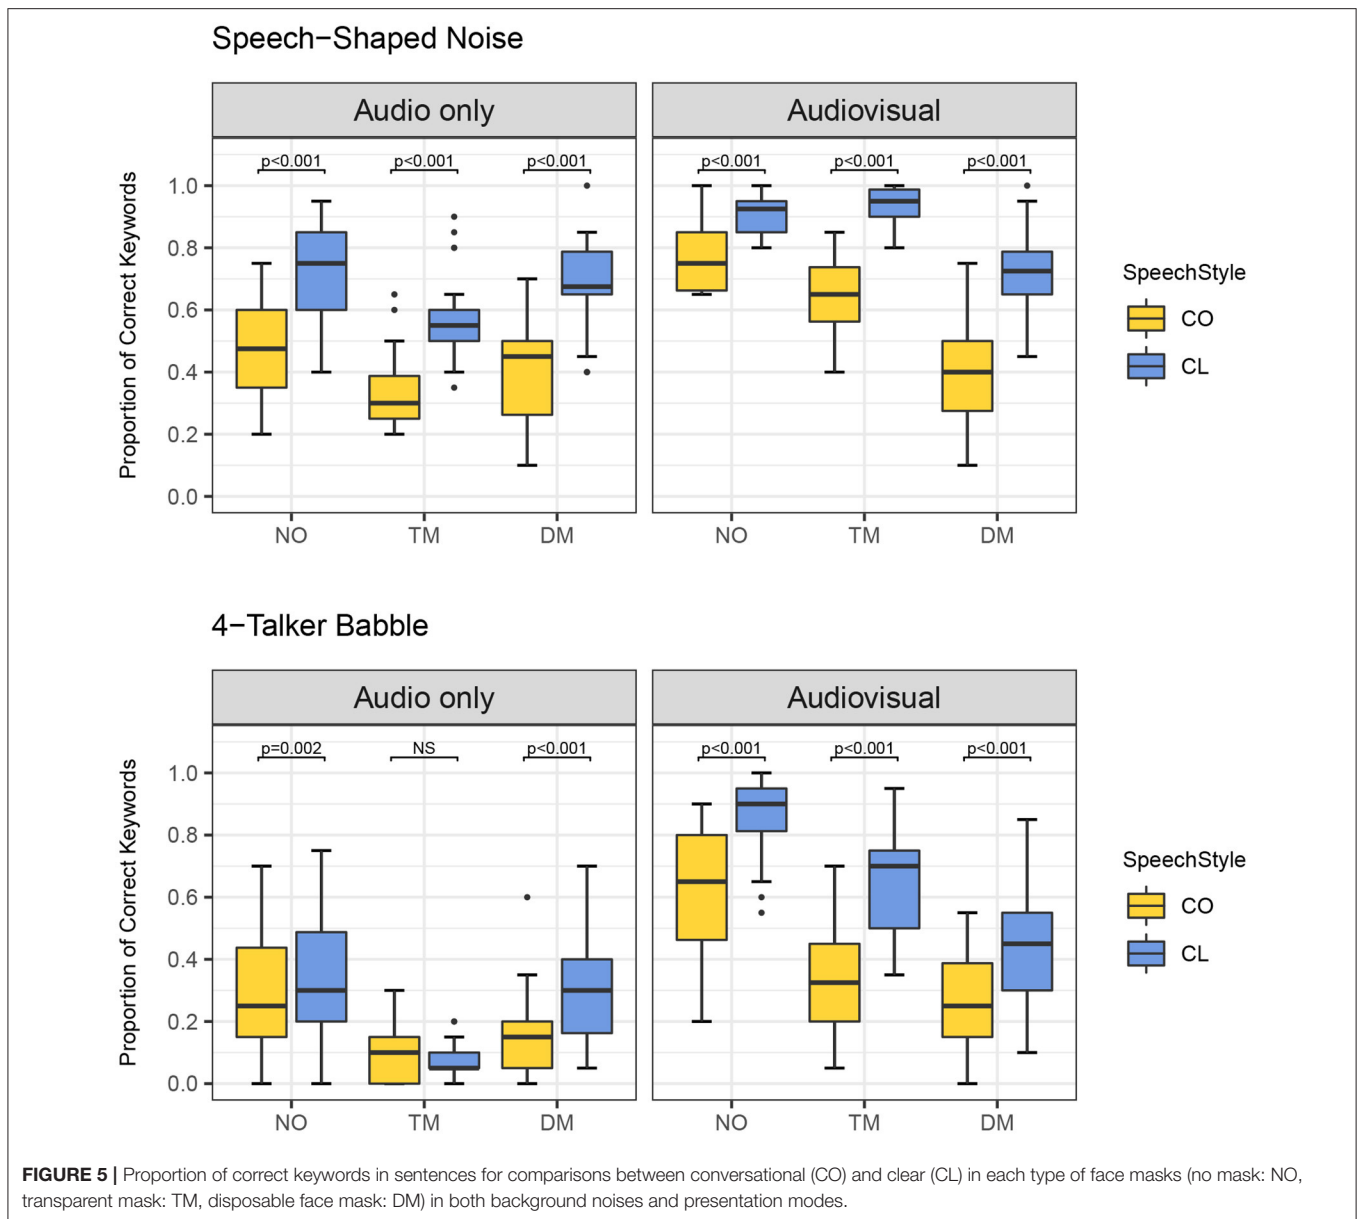 Speech−Shaped Noise
Audio only
Audiovisual
p<0.001 p<0.001 p<0.001 p<0.001 p<0.001 p<0.001
Proportion of Correct Keywords
1.0
0.8
0.6
0.4
0.2
0.0
NO TM DM NO TM DM
SpeechStyle
CO
CL
4−Talker Babble
Audio only
Audiovisual
p=0.002 NS p<0.001 p<0.001 p<0.001 p<0.001
Proportion of Correct Keywords
1.0
0.8
0.6
0.4
0.2
0.0
NO TM DM NO TM DM
SpeechStyle
CO
CL
FIGURE 5 | Proportion of correct keywords in sentences for comparisons between conversational (CO) and clear (CL) in each type of face masks (no mask: NO,
transparent mask: TM, disposable face mask: DM) in both background noises and presentation modes.